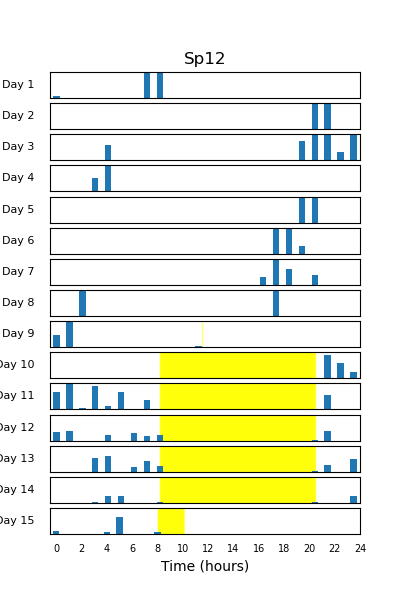 Sp12
Day 1
Day 2
Day 3
Day 4
Day 5
Day 6
Day 7
Day 8
Day 9
Day 10
Day 11
Day 12
Day 13
Day 14
Day 15
0 2 4 6 8 10 12 14 16 18 20 22 24
Time (hours)